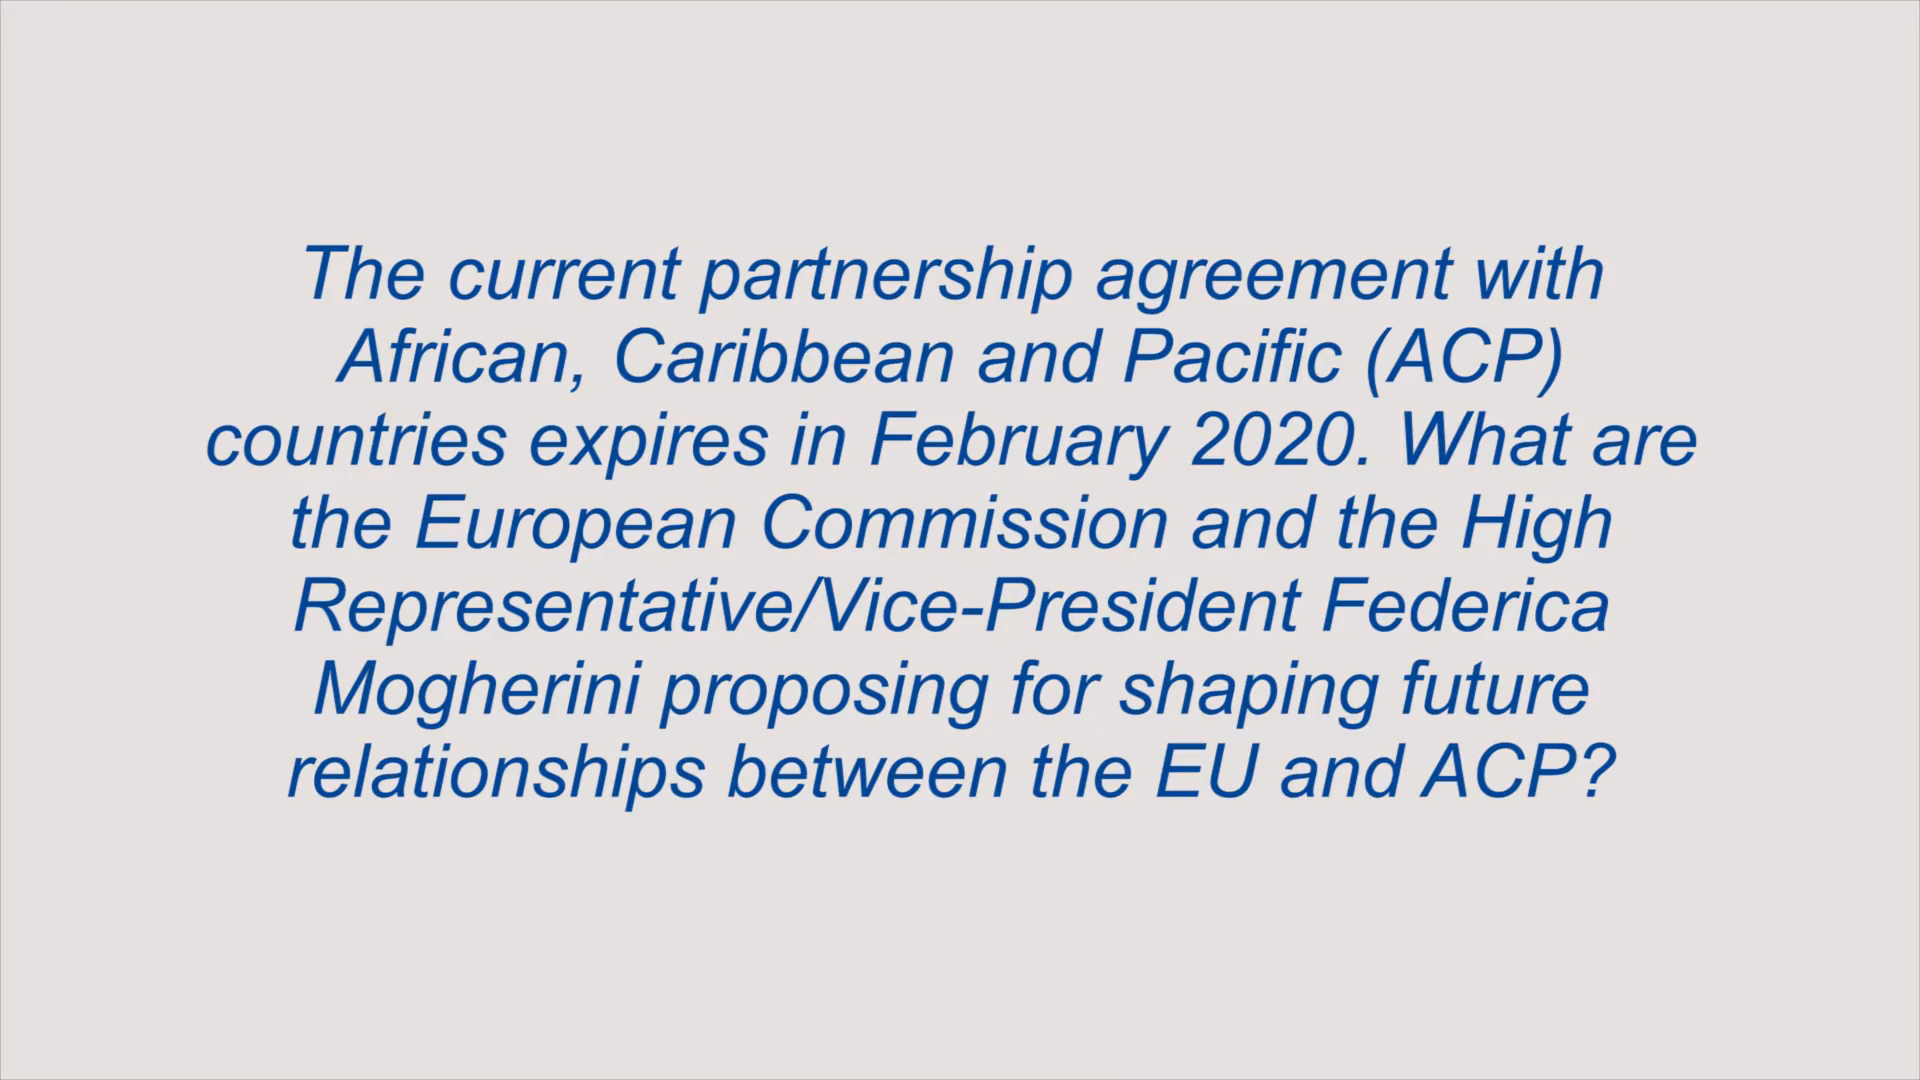 The current partnership agreement with
African, Caribbean and Pacific (ACP)
countries expires in February 2020. What are
the European Commission and the High
Representative/Vice-President Federica
Mogherini proposing for shaping future
relationships between the EU and ACP?